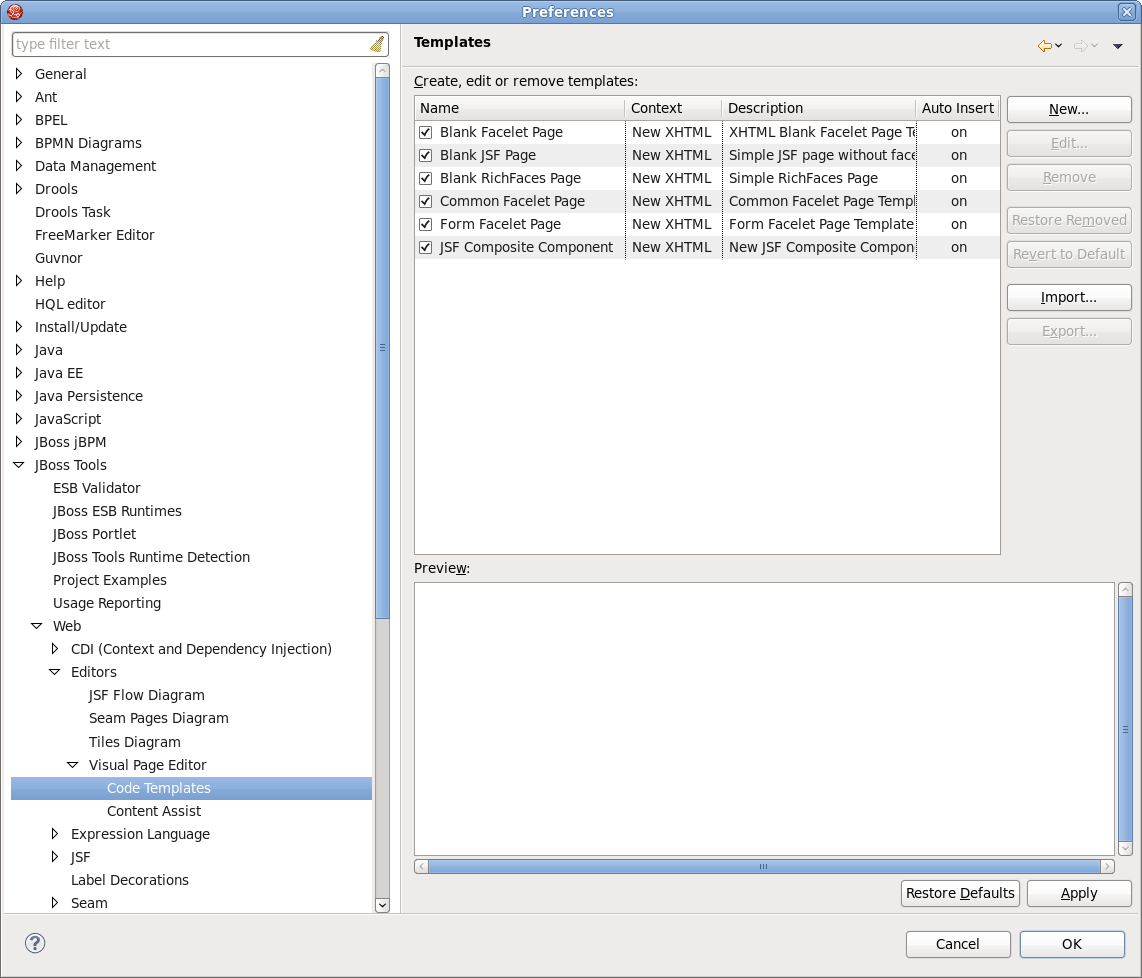 Preferences
type filter text
General
Ant
BPEL
BPMN Diagrams
Data Management
Drools
Drools Task
FreeMarker Editor
Guvnor
Help
HQL editor
Install/Update
Java
Java EE
Java Persistence
JavaScript
JBoss jBPM
JBoss Tools
ESB Validator
JBoss ESB Runtimes
JBoss Portlet
JBoss Tools Runtime Detection
Project Examples
Usage Reporting
Web
CDI (Context and Dependency Injection)
Editors
JSF Flow Diagram
Seam Pages Diagram
Tiles Diagram
Visual Page Editor
Code Templates
Content Assist
Expression Language
JSF
Label Decorations
Seam
Templates
Create, edit or remove templates:
Name Context Description Auto Insert
Blank Facelet Page New XHTML XHTML Blank Facelet Page Te on
Blank JSF Page New XHTML Simple JSF page without face on
Blank RichFaces Page New XHTML Simple RichFaces Page on
Common Facelet Page New XHTML Common Facelet Page Templ on
Form Facelet Page New XHTML Form Facelet Page Template on
JSF Composite Component New XHTML New JSF Composite Compon on
New...
Edit...
Remove
Restore Removed
Revert to Default
Import...
Export...
Preview:
Restore Defaults Apply
? Cancel OK